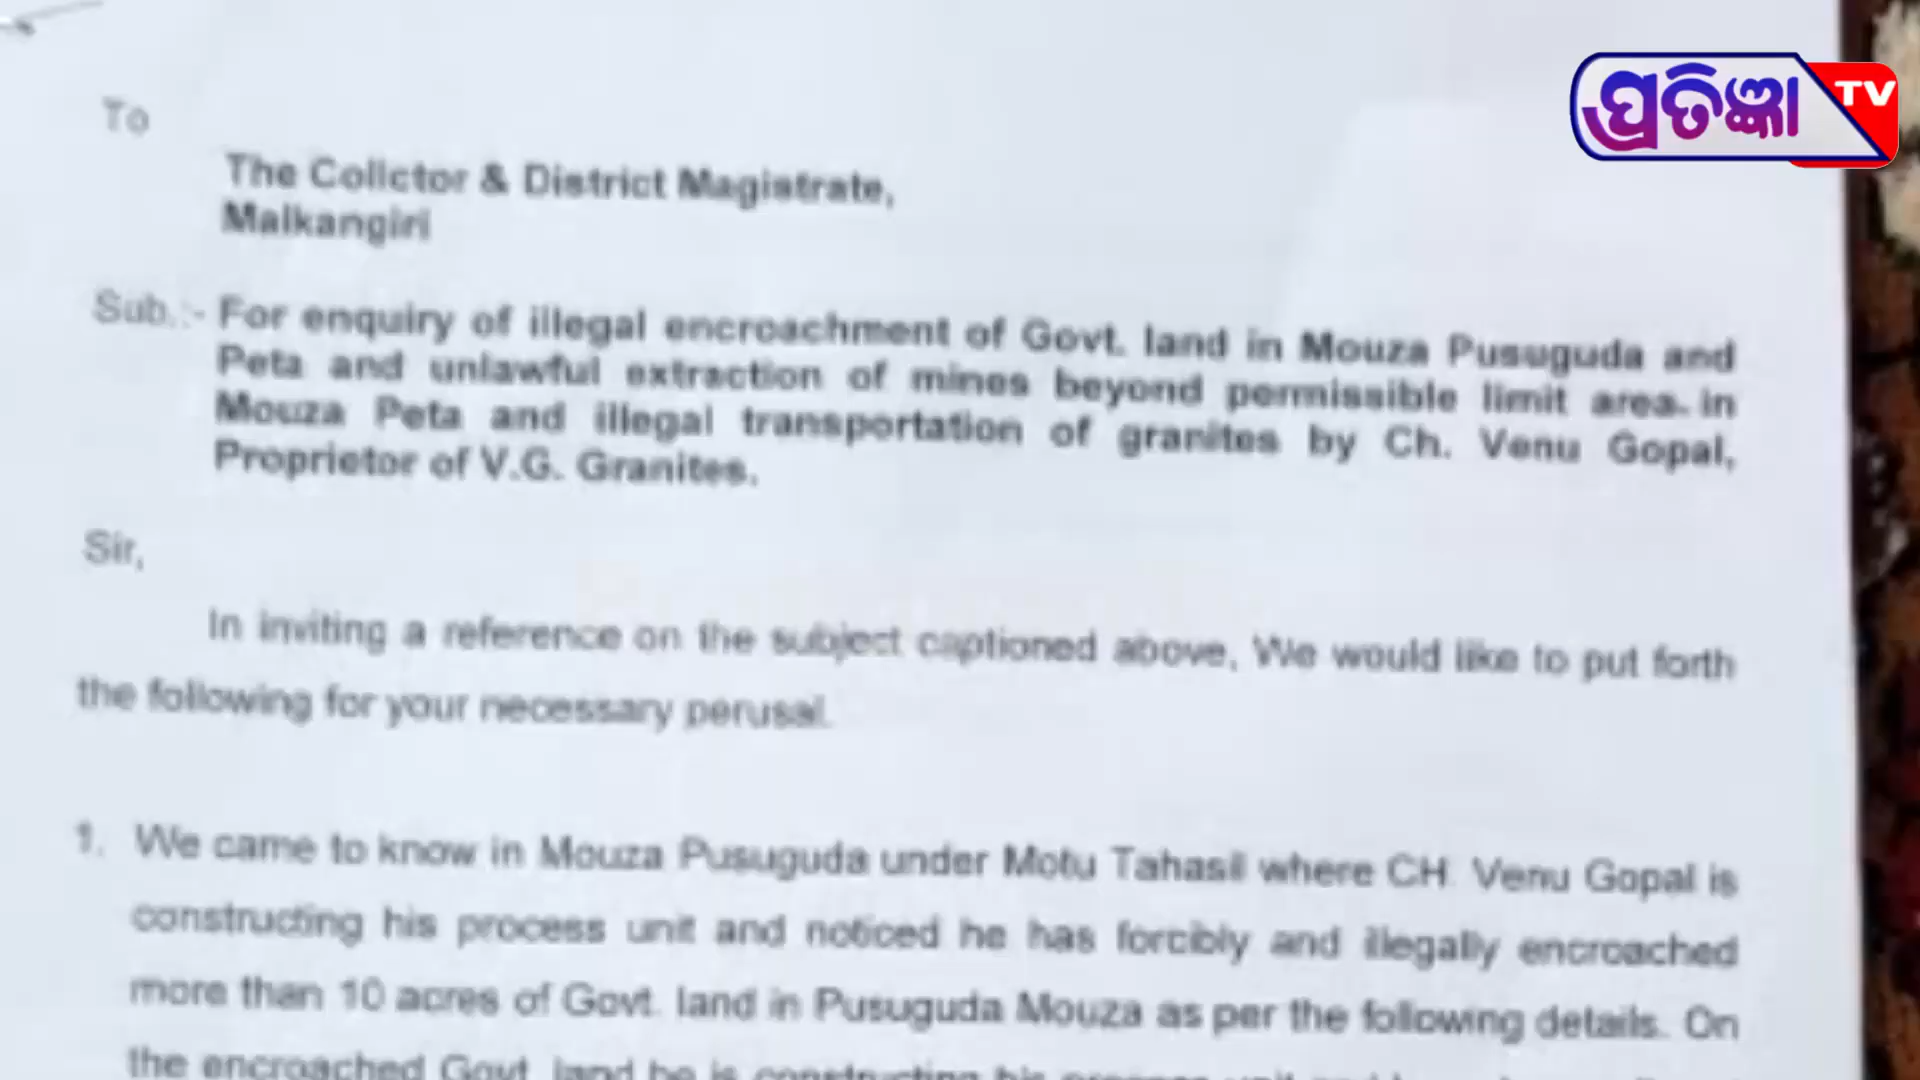 ପ୍ରତିଜ୍ଞା TV
To
The Collctor & District Magistrate,
Malkangiri
Sub.:- For enquiry of illegal encroachment of Govt. land in Mouza Pusuguda and
Peta and unlawful extraction of mines beyond permissible limit area in
Mouza Peta and illegal transportation of granites by Ch. Venu Gopal,
Proprietor of V.G. Granites.
Sir,
In inviting a reference on the subject captioned above, We would like to put forth
the following for your necessary perusal.
1. We came to know in Mouza Pusuguda under Motu Tahasil where CH. Venu Gopal is
constructing his process unit and noticed he has forcibly and illegally encroached
more than 10 acres of Govt. land in Pusuguda Mouza as per the following details. On
the encroached Govt. land he is constructing his process unit